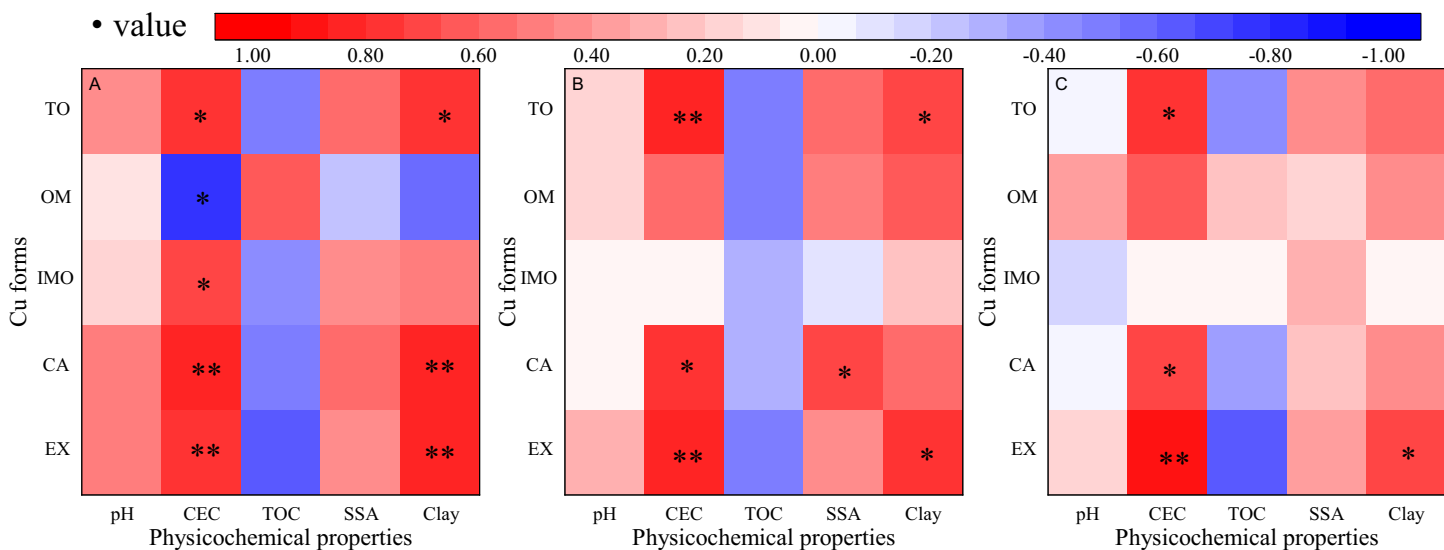 • value
1.00 0.80 0.60 0.40 0.20 0.00 -0.20 -0.40 -0.60 -0.80 -1.00
A
Cu forms
TO * *
OM *
IMO *
CA ** **
EX ** **
pH CEC TOC SSA Clay
Physicochemical properties
B
Cu forms
TO ** *
OM
IMO
CA * *
EX ** *
pH CEC TOC SSA Clay
Physicochemical properties
C
Cu forms
TO *
OM
IMO
CA *
EX ** *
pH CEC TOC SSA Clay
Physicochemical properties